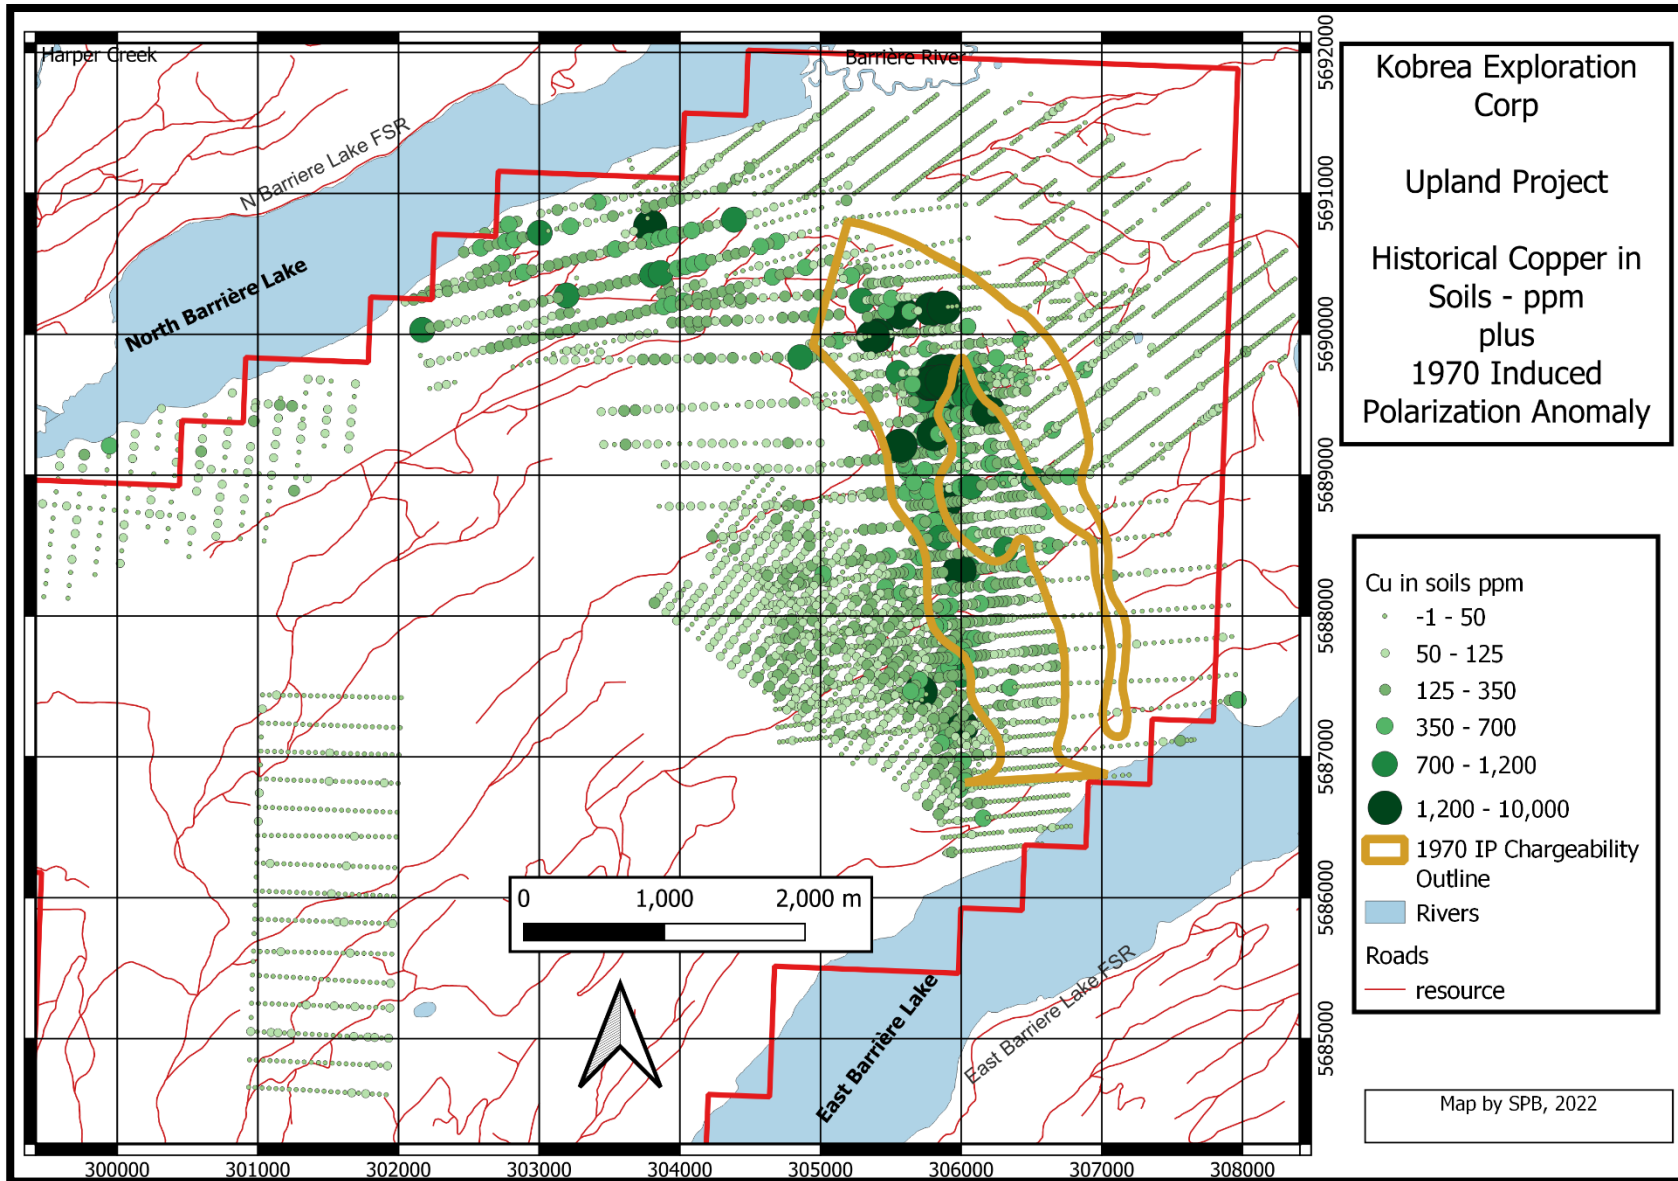 Harper Creek
Barrière River
N Barriere Lake FSR
North Barrière Lake
East Barrière Lake
East Barriere Lake FSR
0 1,000 2,000 m
300000 301000 302000 303000 304000 305000 306000 307000 308000
5692000
5691000
5690000
5689000
5688000
5687000
5686000
5685000
Kobrea Exploration
Corp
Upland Project
Historical Copper in
Soils - ppm
plus
1970 Induced
Polarization Anomaly
Cu in soils ppm
-1 - 50
50 - 125
125 - 350
350 - 700
700 - 1,200
1,200 - 10,000
1970 IP Chargeability
Outline
Rivers
Roads
resource
Map by SPB, 2022